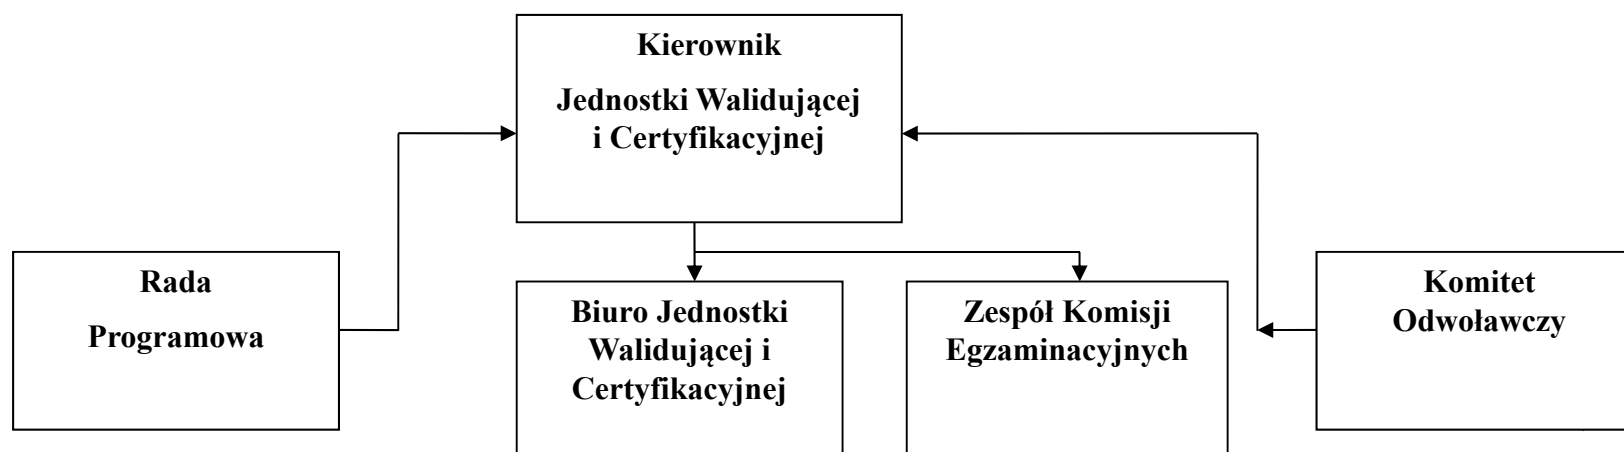 Kierownik
Jednostki Walidującej
i Certyfikacyjnej
Rada
Programowa
Biuro Jednostki
Walidującej i
Certyfikacyjnej
Zespół Komisji
Egzaminacyjnych
Komitet
Odwoławczy